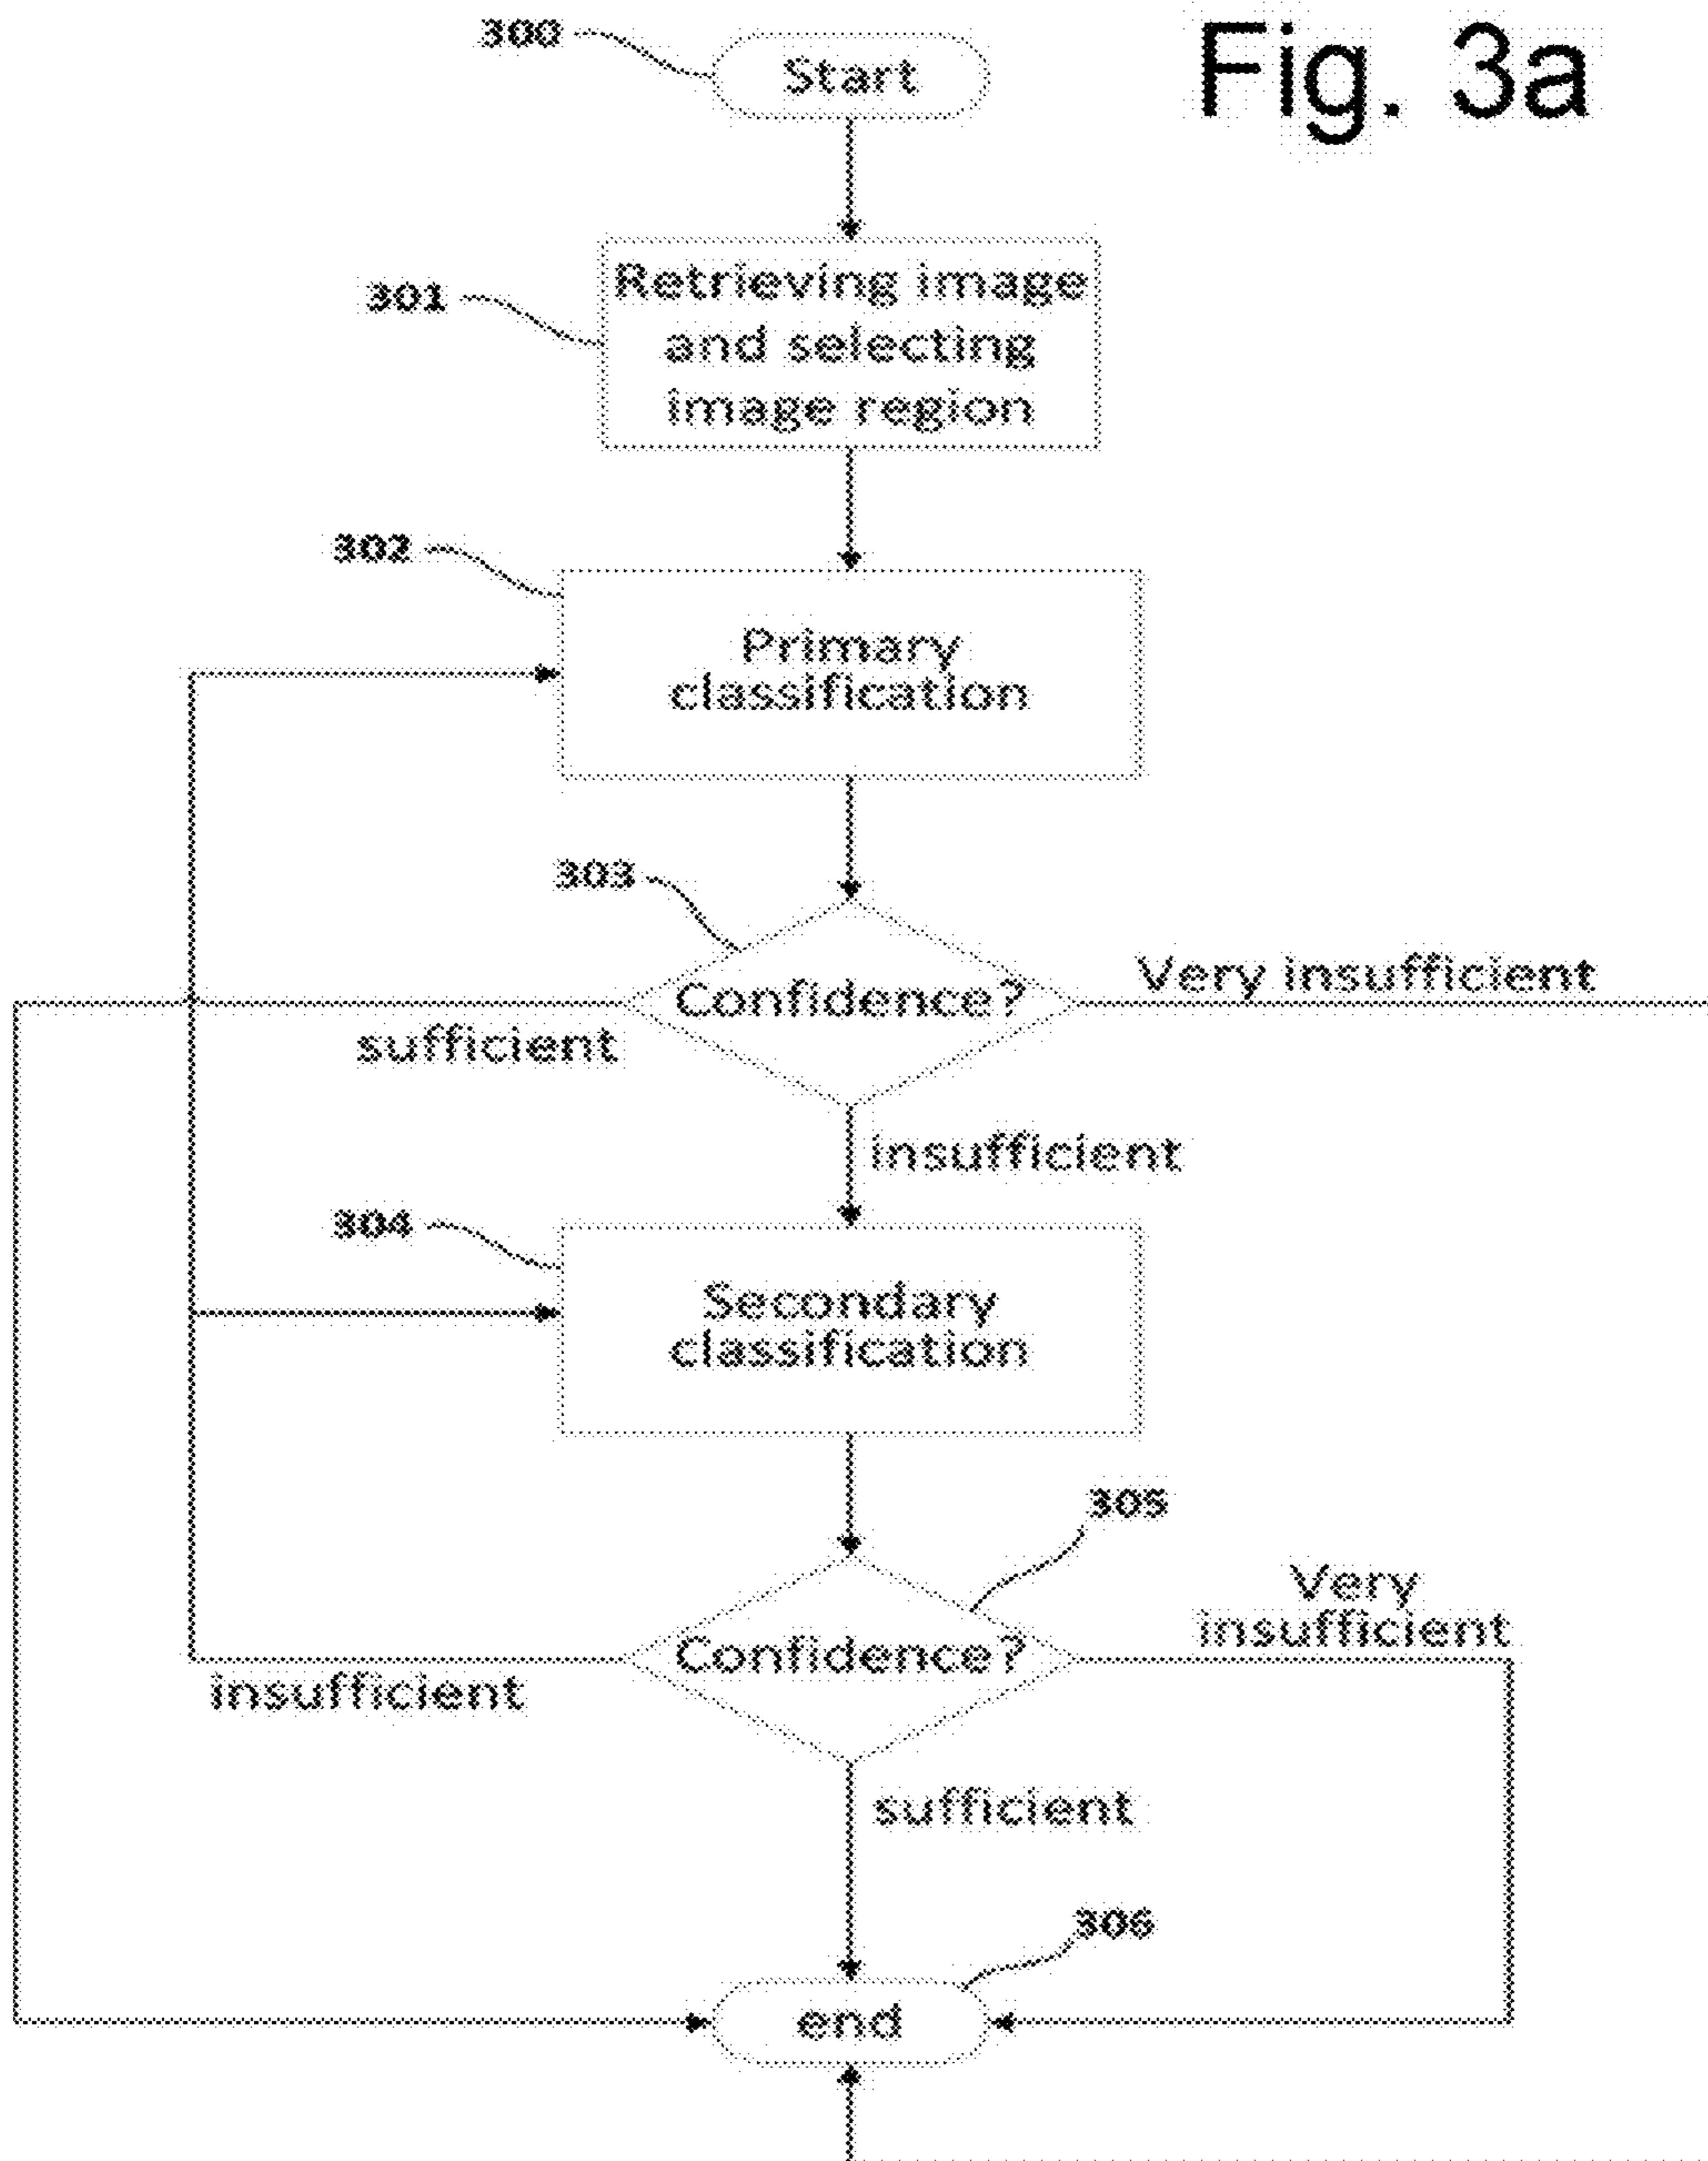 Fig. 3a
300
Start
301
Retrieving image
and selecting
image region
302
Primary
classification
303
Confidence?
Very insufficient
sufficient
insufficient
304
Secondary
classification
305
Confidence?
Very
insufficient
insufficient
sufficient
306
end